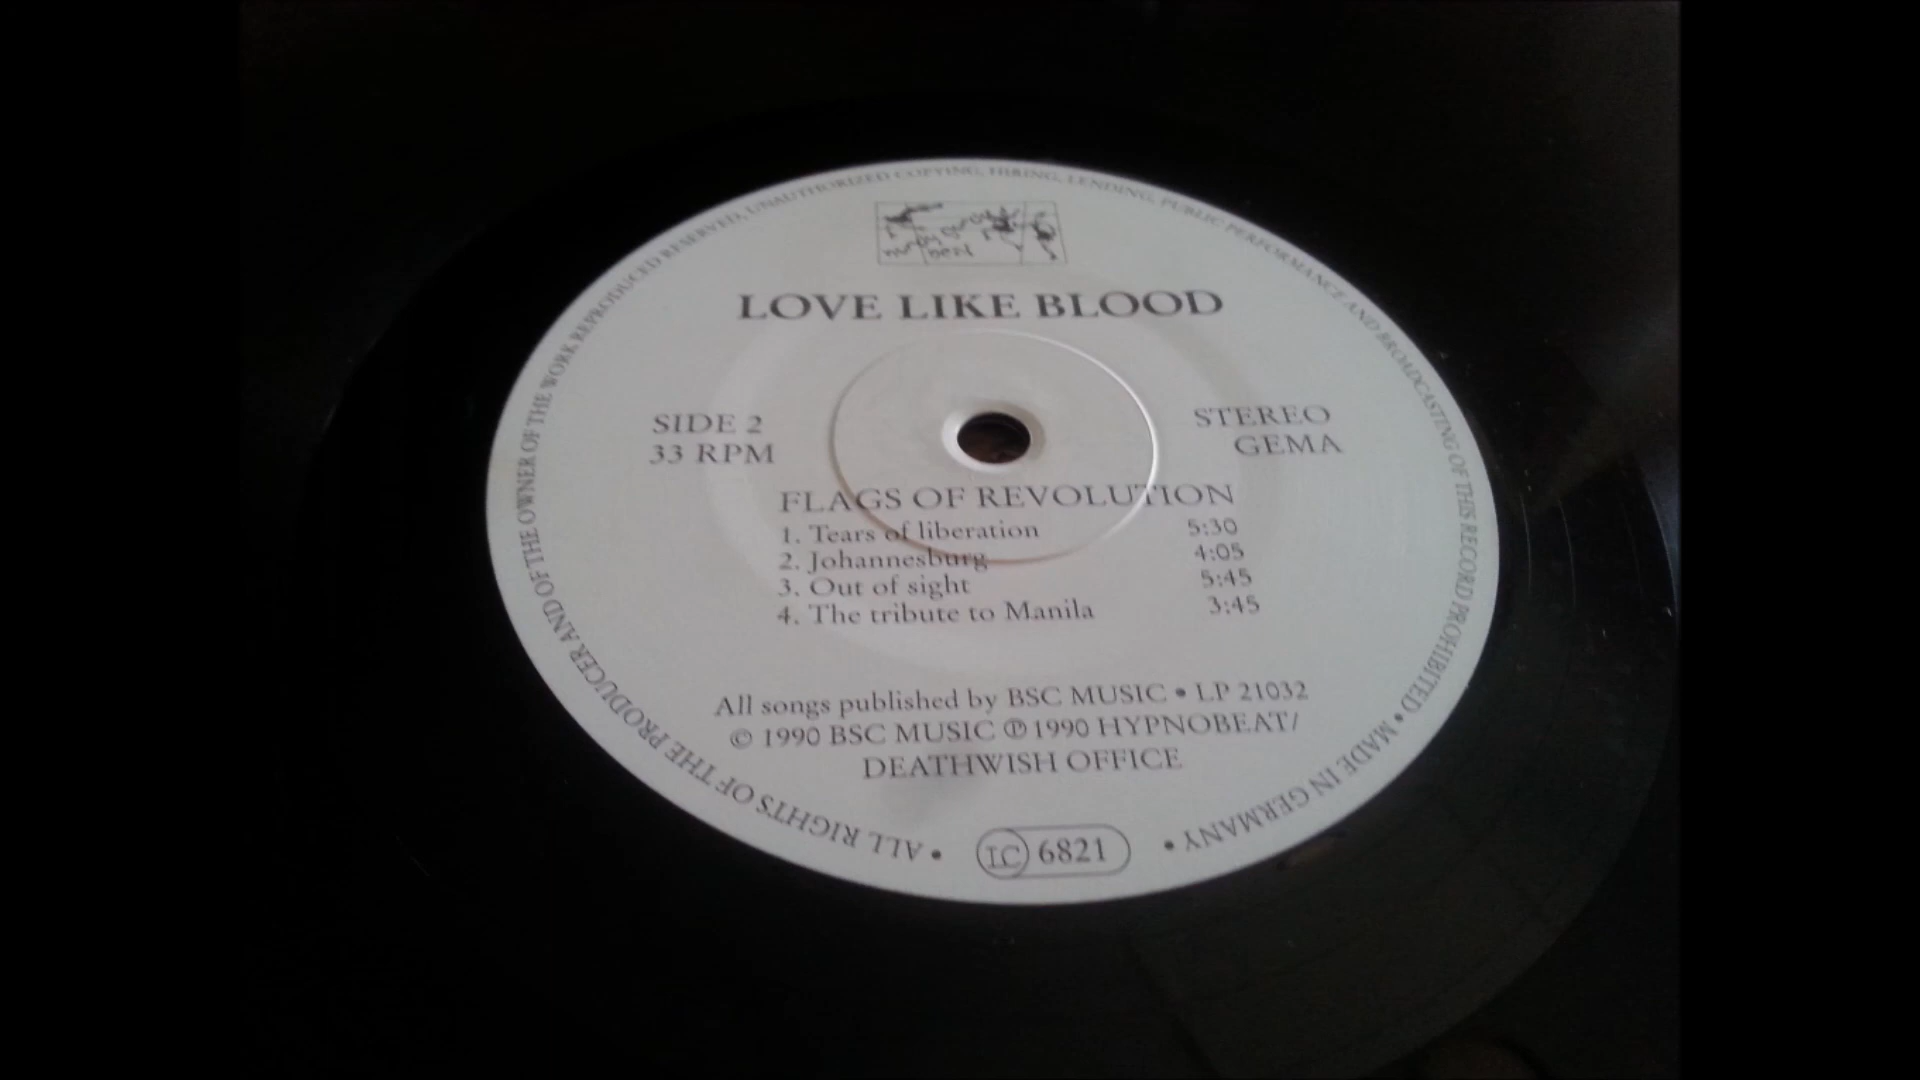 LOVE LIKE BLOOD
SIDE 2
33 RPM
STEREO
GEMA
FLAGS OF REVOLUTION
1. Tears of liberation 5:30
2. Johannesburg 4:05
3. Out of sight 5:45
4. The tribute to Manila 3:45
All songs published by BSC MUSIC • LP 21032
© 1990 BSC MUSIC ℗ 1990 HYPNOBEAT/
DEATHWISH OFFICE
LC 6821
• ALL RIGHTS OF THE PRODUCER AND OF THE OWNER OF THE WORK REPRODUCED RESERVED, UNAUTHORIZED COPYING, HIRING, LENDING, PUBLIC PERFORMANCE AND BROADCASTING OF THIS RECORD PROHIBITED • MADE IN GERMANY •